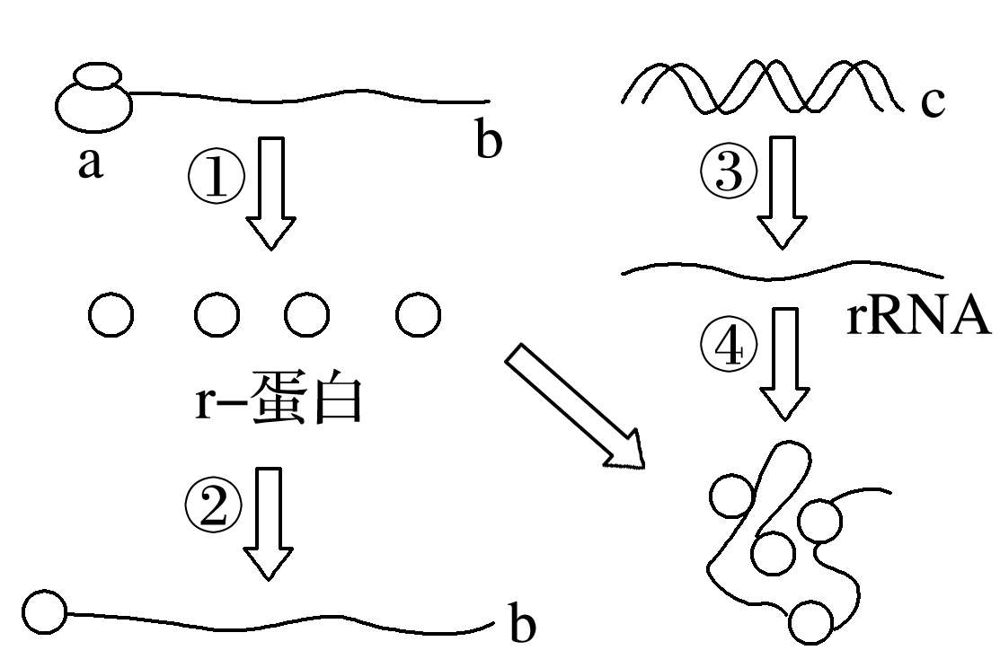 a
b
c
①
③
rRNA
④
r-蛋白
②
b